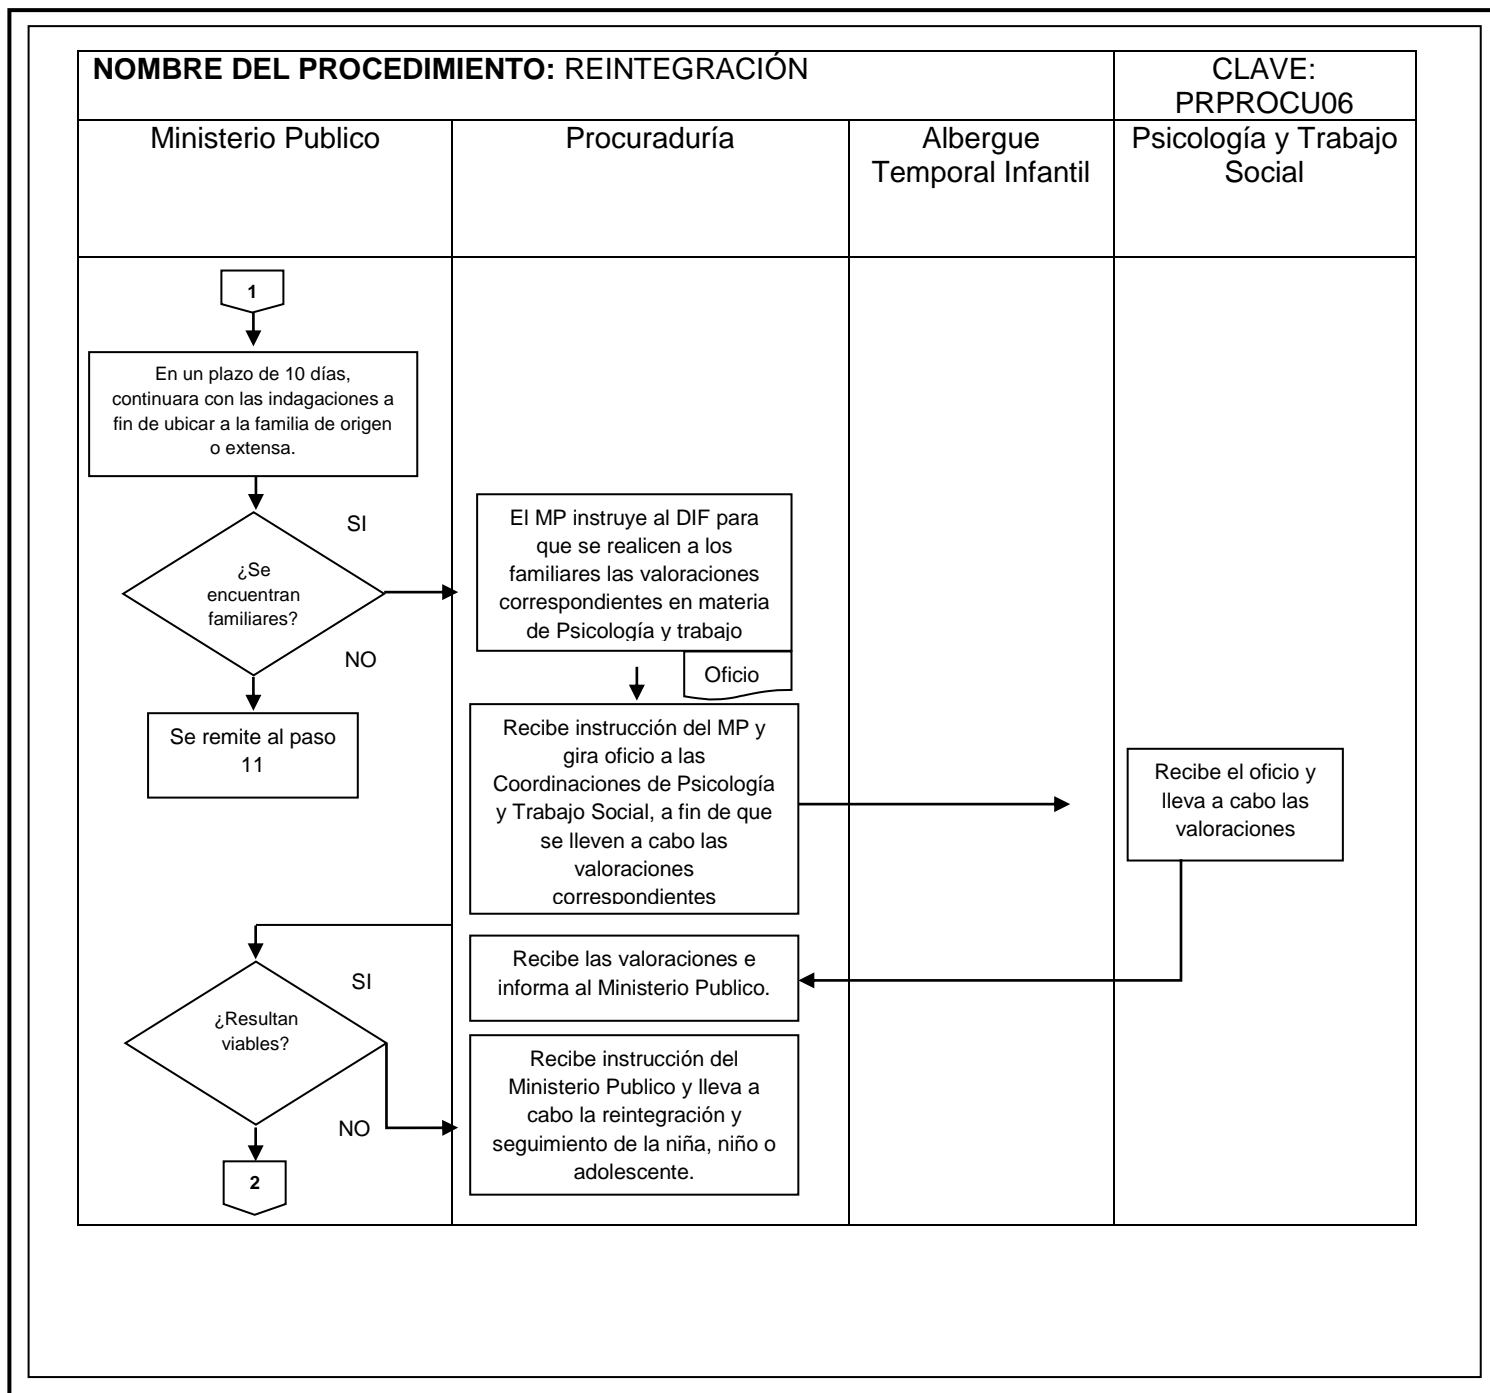 NOMBRE DEL PROCEDIMIENTO: REINTEGRACIÓN
CLAVE:
PRPROCU06
Ministerio Publico
Procuraduría
Albergue
Temporal Infantil
Psicología y Trabajo
Social
1
En un plazo de 10 días,
continuara con las indagaciones a
fin de ubicar a la familia de origen
o extensa.
SI
¿Se
encuentran
familiares?
NO
Se remite al paso
11
El MP instruye al DIF para
que se realicen a los
familiares las valoraciones
correspondientes en materia
de Psicología y trabajo
Oficio
Recibe instrucción del MP y
gira oficio a las
Coordinaciones de Psicología
y Trabajo Social, a fin de que
se lleven a cabo las
valoraciones
correspondientes
Recibe el oficio y
lleva a cabo las
valoraciones
Recibe las valoraciones e
informa al Ministerio Publico.
SI
¿Resultan
viables?
NO
Recibe instrucción del
Ministerio Publico y lleva a
cabo la reintegración y
seguimiento de la niña, niño o
adolescente.
2